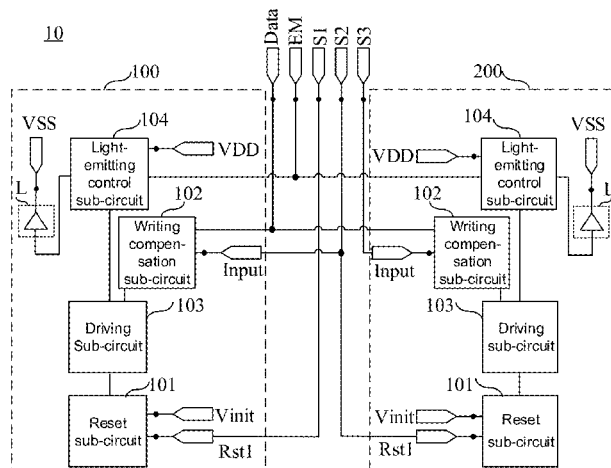 10
Data
EM
S1
S2
S3
100
200
VSS
104
Light-
emitting
control
sub-circuit
VDD
L
102
Writing
compen-
sation
sub-circuit
Input
103
Driving
Sub-circuit
101
Reset
sub-circuit
Vinit
Rst1
104
VSS
VDD
Light-
emitting
control
sub-circuit
L
102
Writing
compen-
sation
sub-circuit
Input
103
Driving
sub-circuit
101
Vinit
Reset
sub-circuit
Rst1